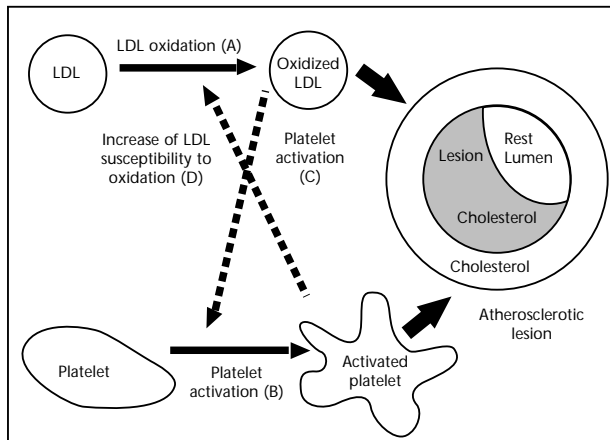 LDL oxidation (A)
LDL
Oxidized
LDL
Increase of LDL
susceptibility to
oxidation (D)
Platelet
activation
(C)
Lesion
Rest
Lumen
Cholesterol
Cholesterol
Atherosclerotic
lesion
Platelet
Platelet
activation (B)
Activated
platelet